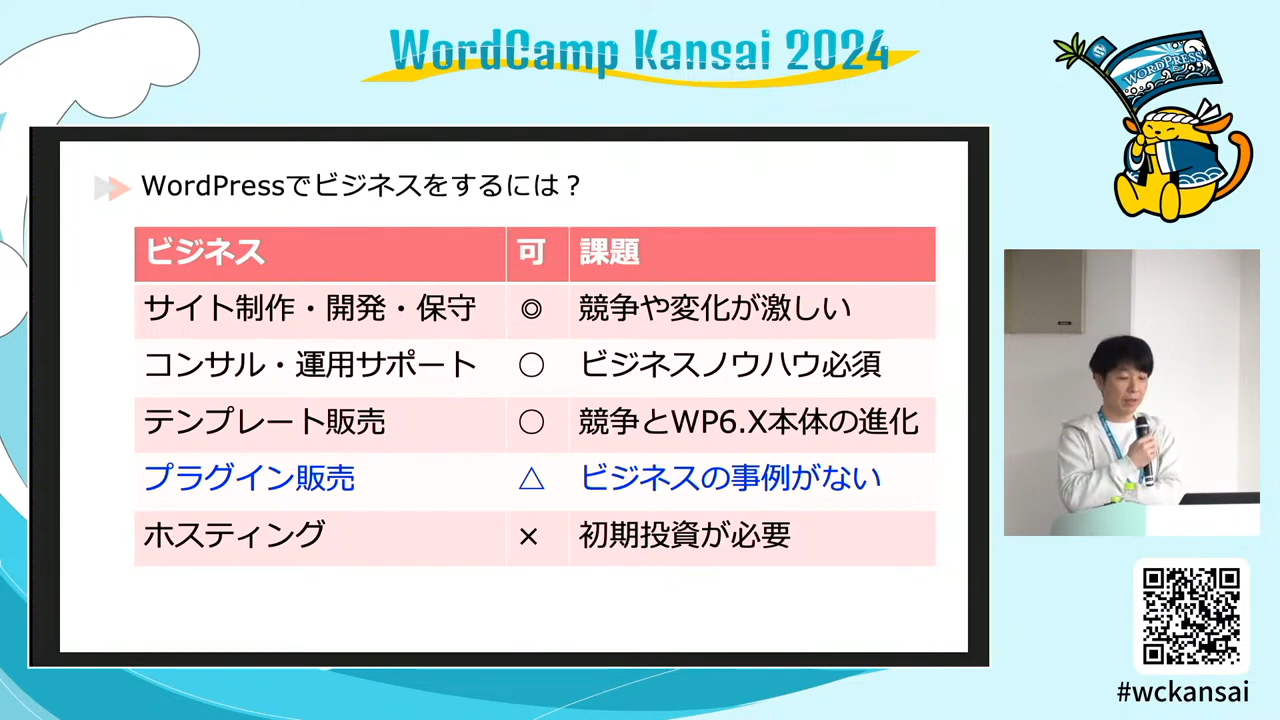 WordCamp Kansai 2024
WORDPRESS
WordPressでビジネスをするには？
ビジネス 可 課題
サイト制作・開発・保守 ◎ 競争や変化が激しい
コンサル・運用サポート ○ ビジネスノウハウ必須
テンプレート販売 ○ 競争とWP6.X本体の進化
プラグイン販売 △ ビジネスの事例がない
ホスティング × 初期投資が必要
#wckansai